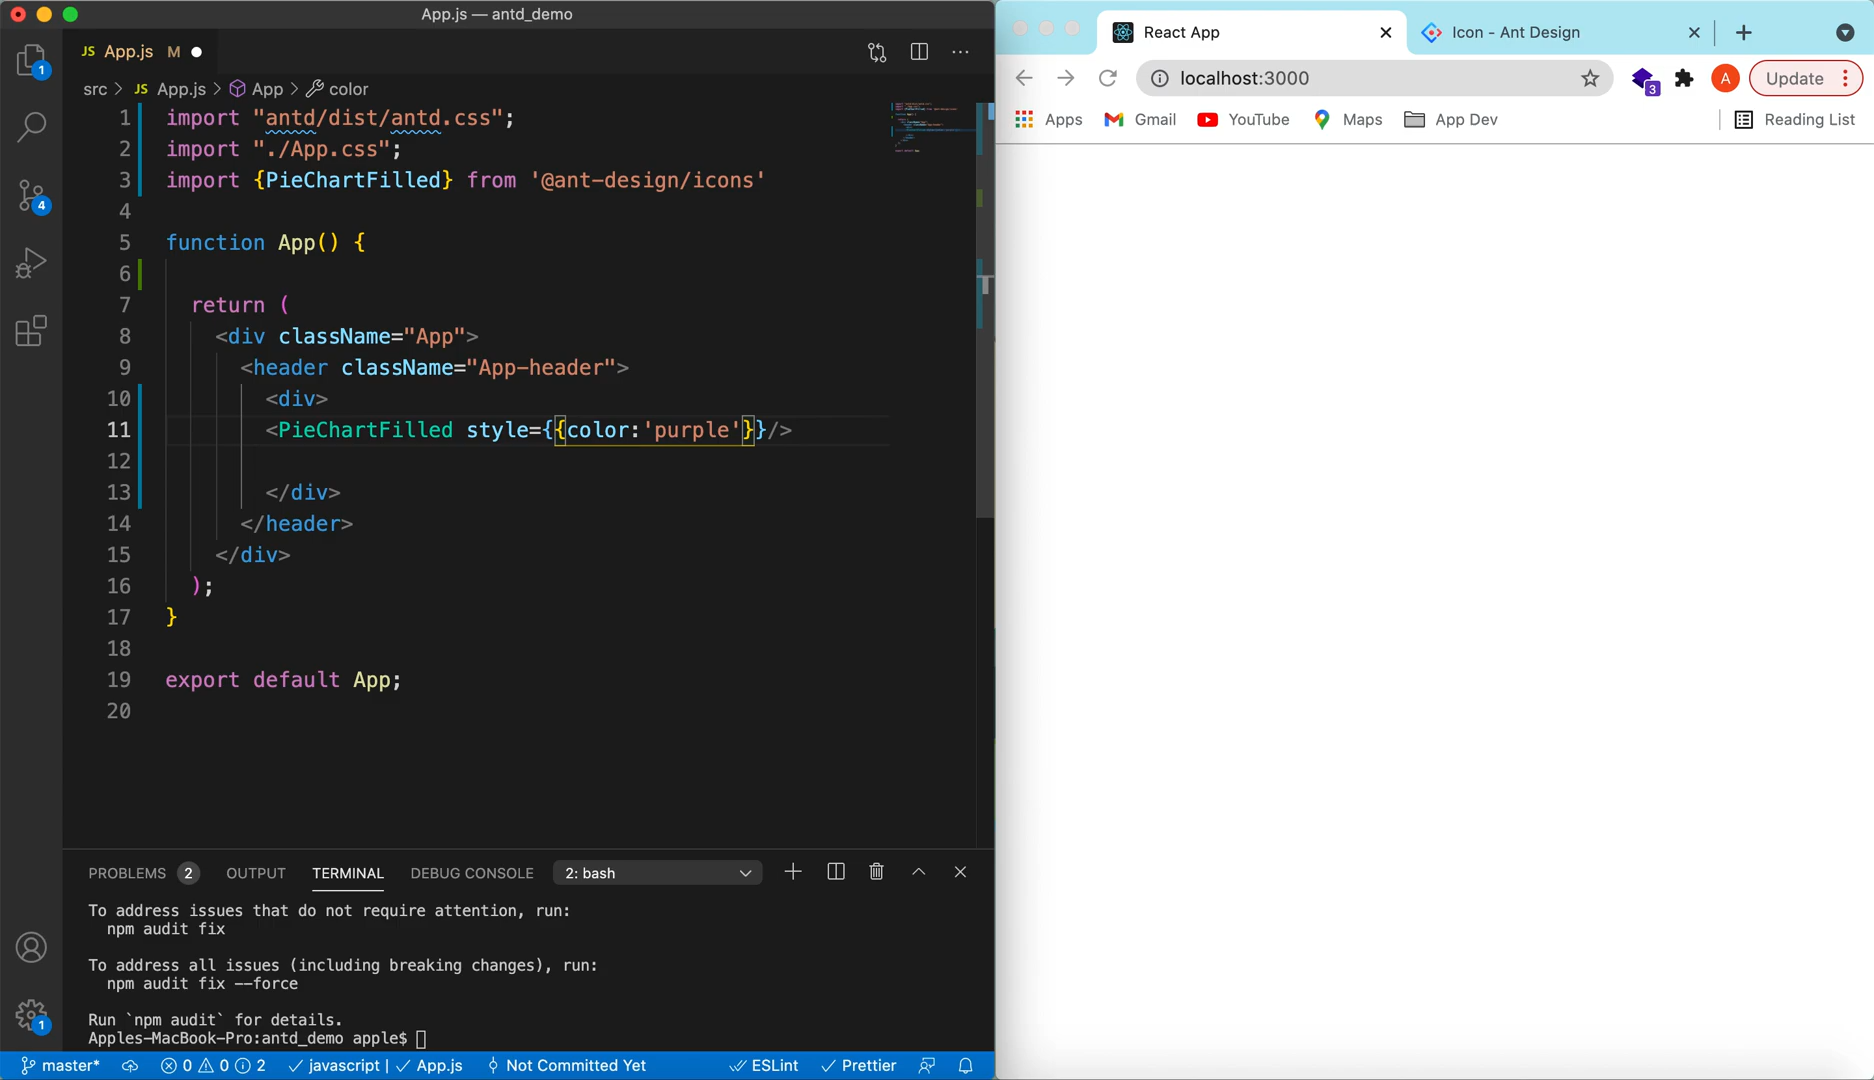 App.js — antd_demo
JS App.js M
src > JS App.js > App > color
1 import "antd/dist/antd.css";
2 import "./App.css";
3 import {PieChartFilled} from '@ant-design/icons'
4
5 function App() {
6
7 return (
8 <div className="App">
9 <header className="App-header">
10 <div>
11 <PieChartFilled style={{color:'purple'}}/>
12
13 </div>
14 </header>
15 </div>
16 );
17 }
18
19 export default App;
20
PROBLEMS 2 OUTPUT TERMINAL DEBUG CONSOLE 2: bash
To address issues that do not require attention, run:
npm audit fix
To address all issues (including breaking changes), run:
npm audit fix --force
Run `npm audit` for details.
Apples-MacBook-Pro:antd_demo apple$
1
4
1
master* 0 0 2 javascript | App.js Not Committed Yet ESLint Prettier
React App Icon - Ant Design
localhost:3000 3 A Update
Apps Gmail YouTube Maps App Dev Reading List